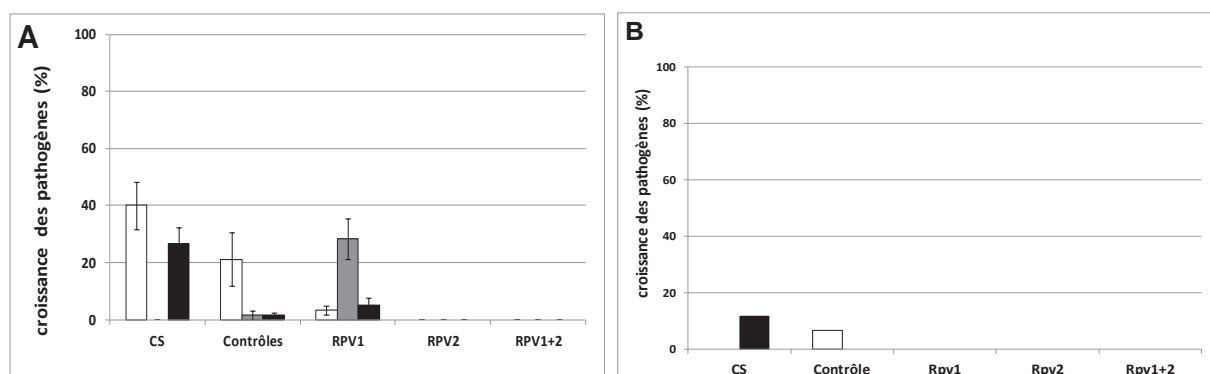 A
croissance des pathogènes (%)
100
80
60
40
20
0
CS Contrôles RPV1 RPV2 RPV1+2
B
croissance des pathogènes (%)
100
80
60
40
20
0
CS Contrôle Rpv1 Rpv2 Rpv1+2